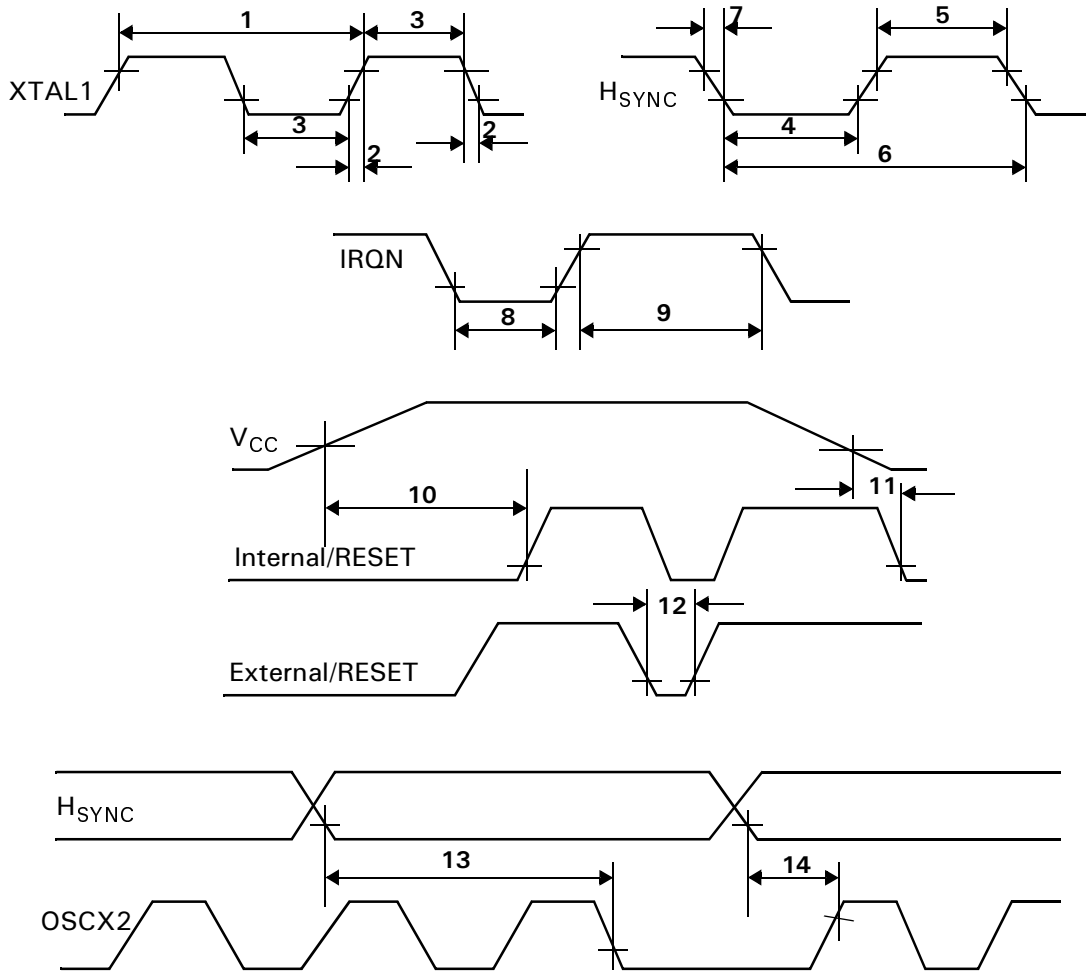 1 3
XTAL1
3 2
2
7 5
HSYNC
4
6
IRQN
8 9
VCC
10 11
Internal/RESET
12
External/RESET
HSYNC
13 14
OSCX2